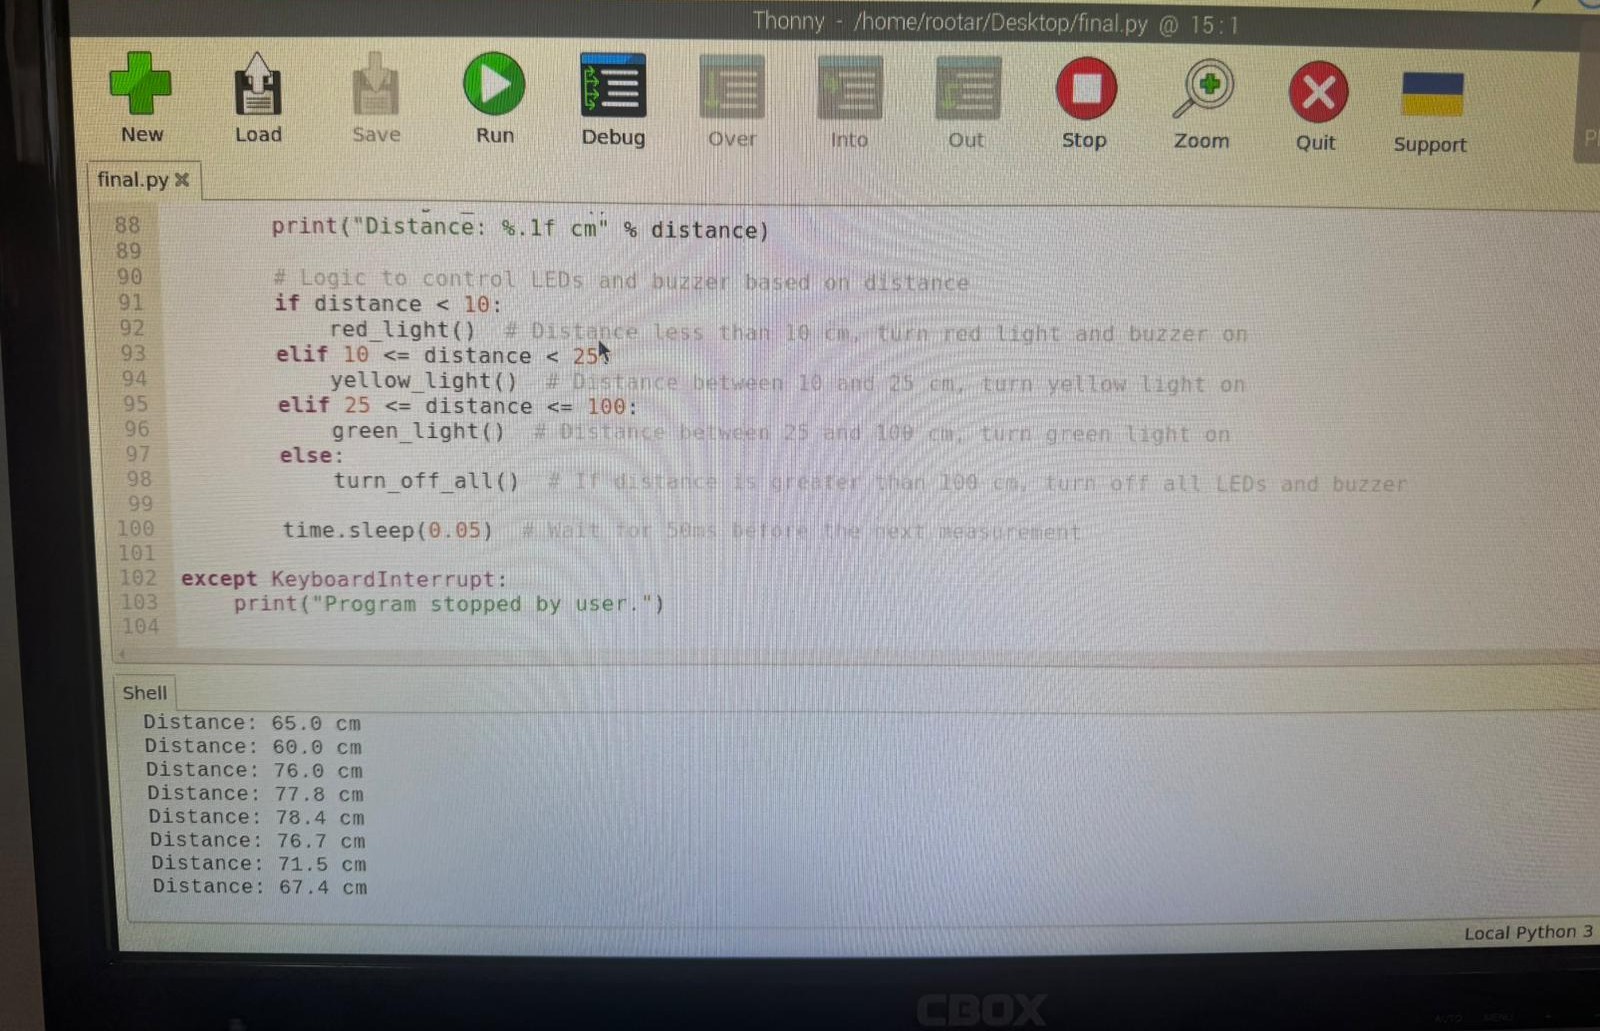 Thonny - /home/rootar/Desktop/final.py @ 15:1
New Load Save Run Debug Over Into Out Stop Zoom Quit Support
final.py
88 print("Distance: %.1f cm" % distance)
89
90 # Logic to control LEDs and buzzer based on distance
91 if distance < 10:
92 red_light() # Distance less than 10 cm, turn red light and buzzer on
93 elif 10 <= distance < 25
94 yellow_light() # Distance between 10 and 25 cm, turn yellow light on
95 elif 25 <= distance <= 100:
96 green_light() # Distance between 25 and 100 cm, turn green light on
97 else:
98 turn_off_all() # If distance is greater than 100 cm, turn off all LEDs and buzzer
99
100 time.sleep(0.05) # Wait for 50ms before the next measurement
101
102 except KeyboardInterrupt:
103 print("Program stopped by user.")
104
Shell
Distance: 65.0 cm
Distance: 60.0 cm
Distance: 76.0 cm
Distance: 77.8 cm
Distance: 78.4 cm
Distance: 76.7 cm
Distance: 71.5 cm
Distance: 67.4 cm
Local Python 3
CBOX